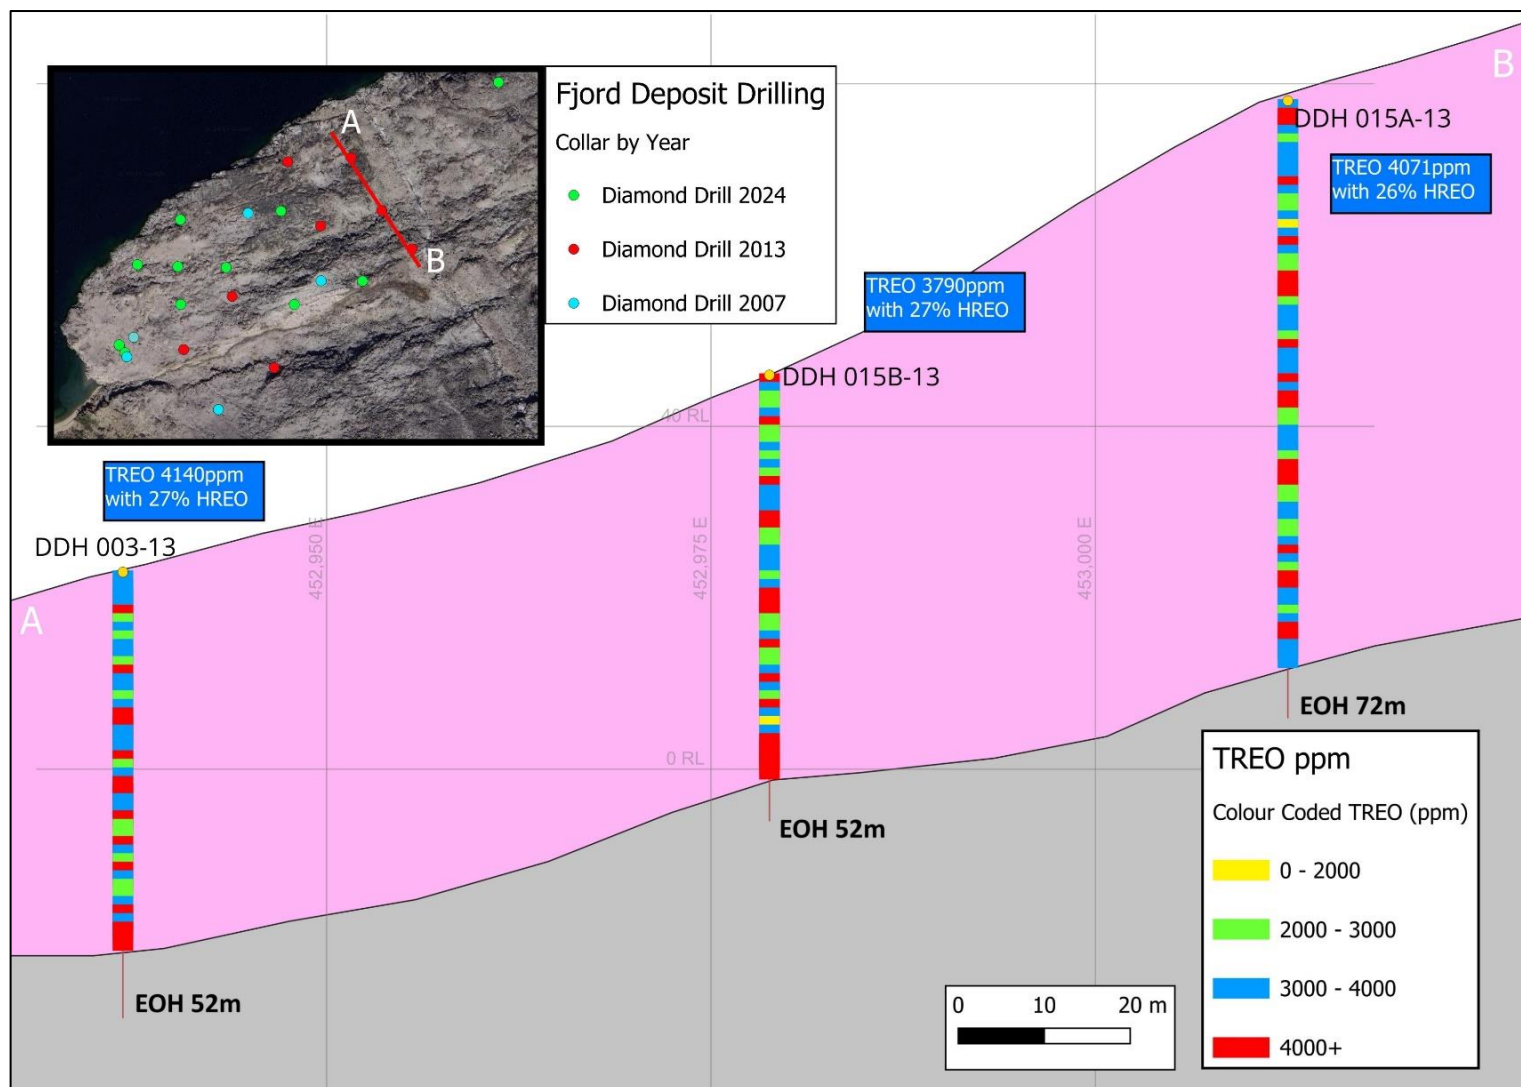 A
B
Fjord Deposit Drilling
Collar by Year
Diamond Drill 2024
Diamond Drill 2013
Diamond Drill 2007
B
DDH 015A-13
TREO 4071ppm
with 26% HREO
TREO 3790ppm
with 27% HREO
DDH 015B-13
40 RL
TREO 4140ppm
with 27% HREO
DDH 003-13
452,950 E
452,975 E
453,000 E
A
0 RL
EOH 72m
EOH 52m
EOH 52m
TREO ppm
Colour Coded TREO (ppm)
0 - 2000
2000 - 3000
3000 - 4000
4000+
0 10 20 m